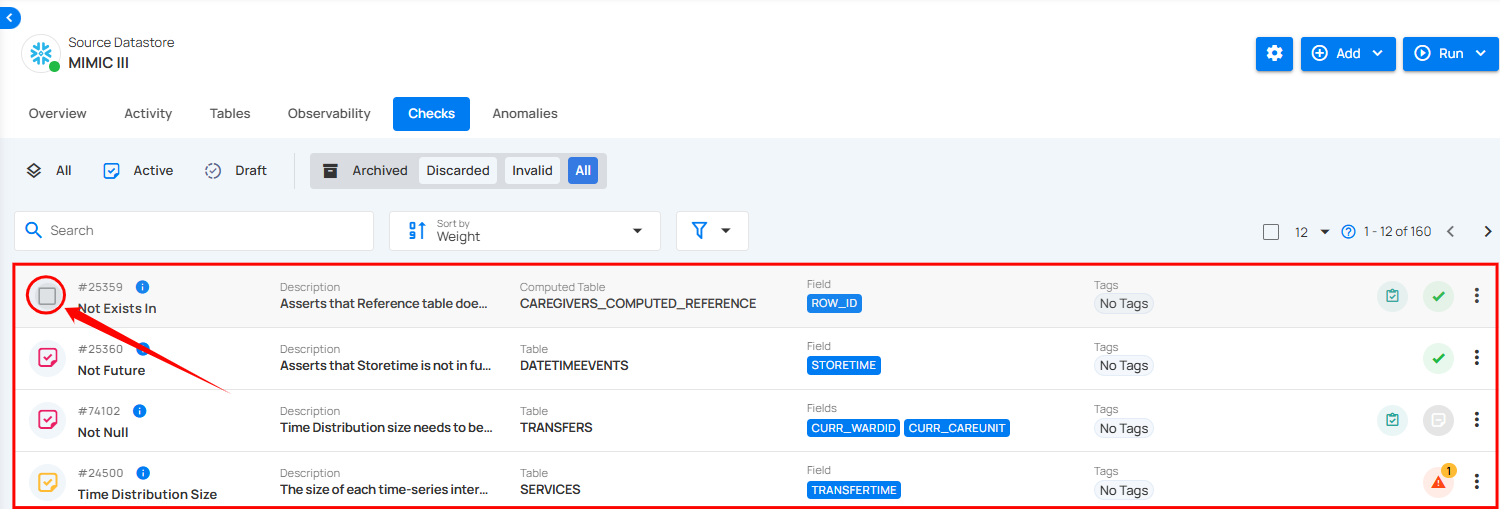 Source Datastore
MIMIC III
Add
Run
Overview
Activity
Tables
Observability
Checks
Anomalies
All
Active
Draft
Archived
Discarded
Invalid
All
Search
Sort by
Weight
12
1 - 12 of 160
#25359
Not Exists In
Description
Asserts that Reference table doe...
Computed Table
CAREGIVERS_COMPUTED_REFERENCE
Field
ROW_ID
Tags
No Tags
#25360
Not Future
Description
Asserts that Storetime is not in fu...
Table
DATETIMEEVENTS
Field
STORETIME
Tags
No Tags
#74102
Not Null
Description
Time Distribution size needs to be...
Table
TRANSFERS
Fields
CURR_WARDID CURR_CAREUNIT
Tags
No Tags
#24500
Time Distribution Size
Description
The size of each time-series inter...
Table
SERVICES
Field
TRANSFERTIME
Tags
No Tags
1